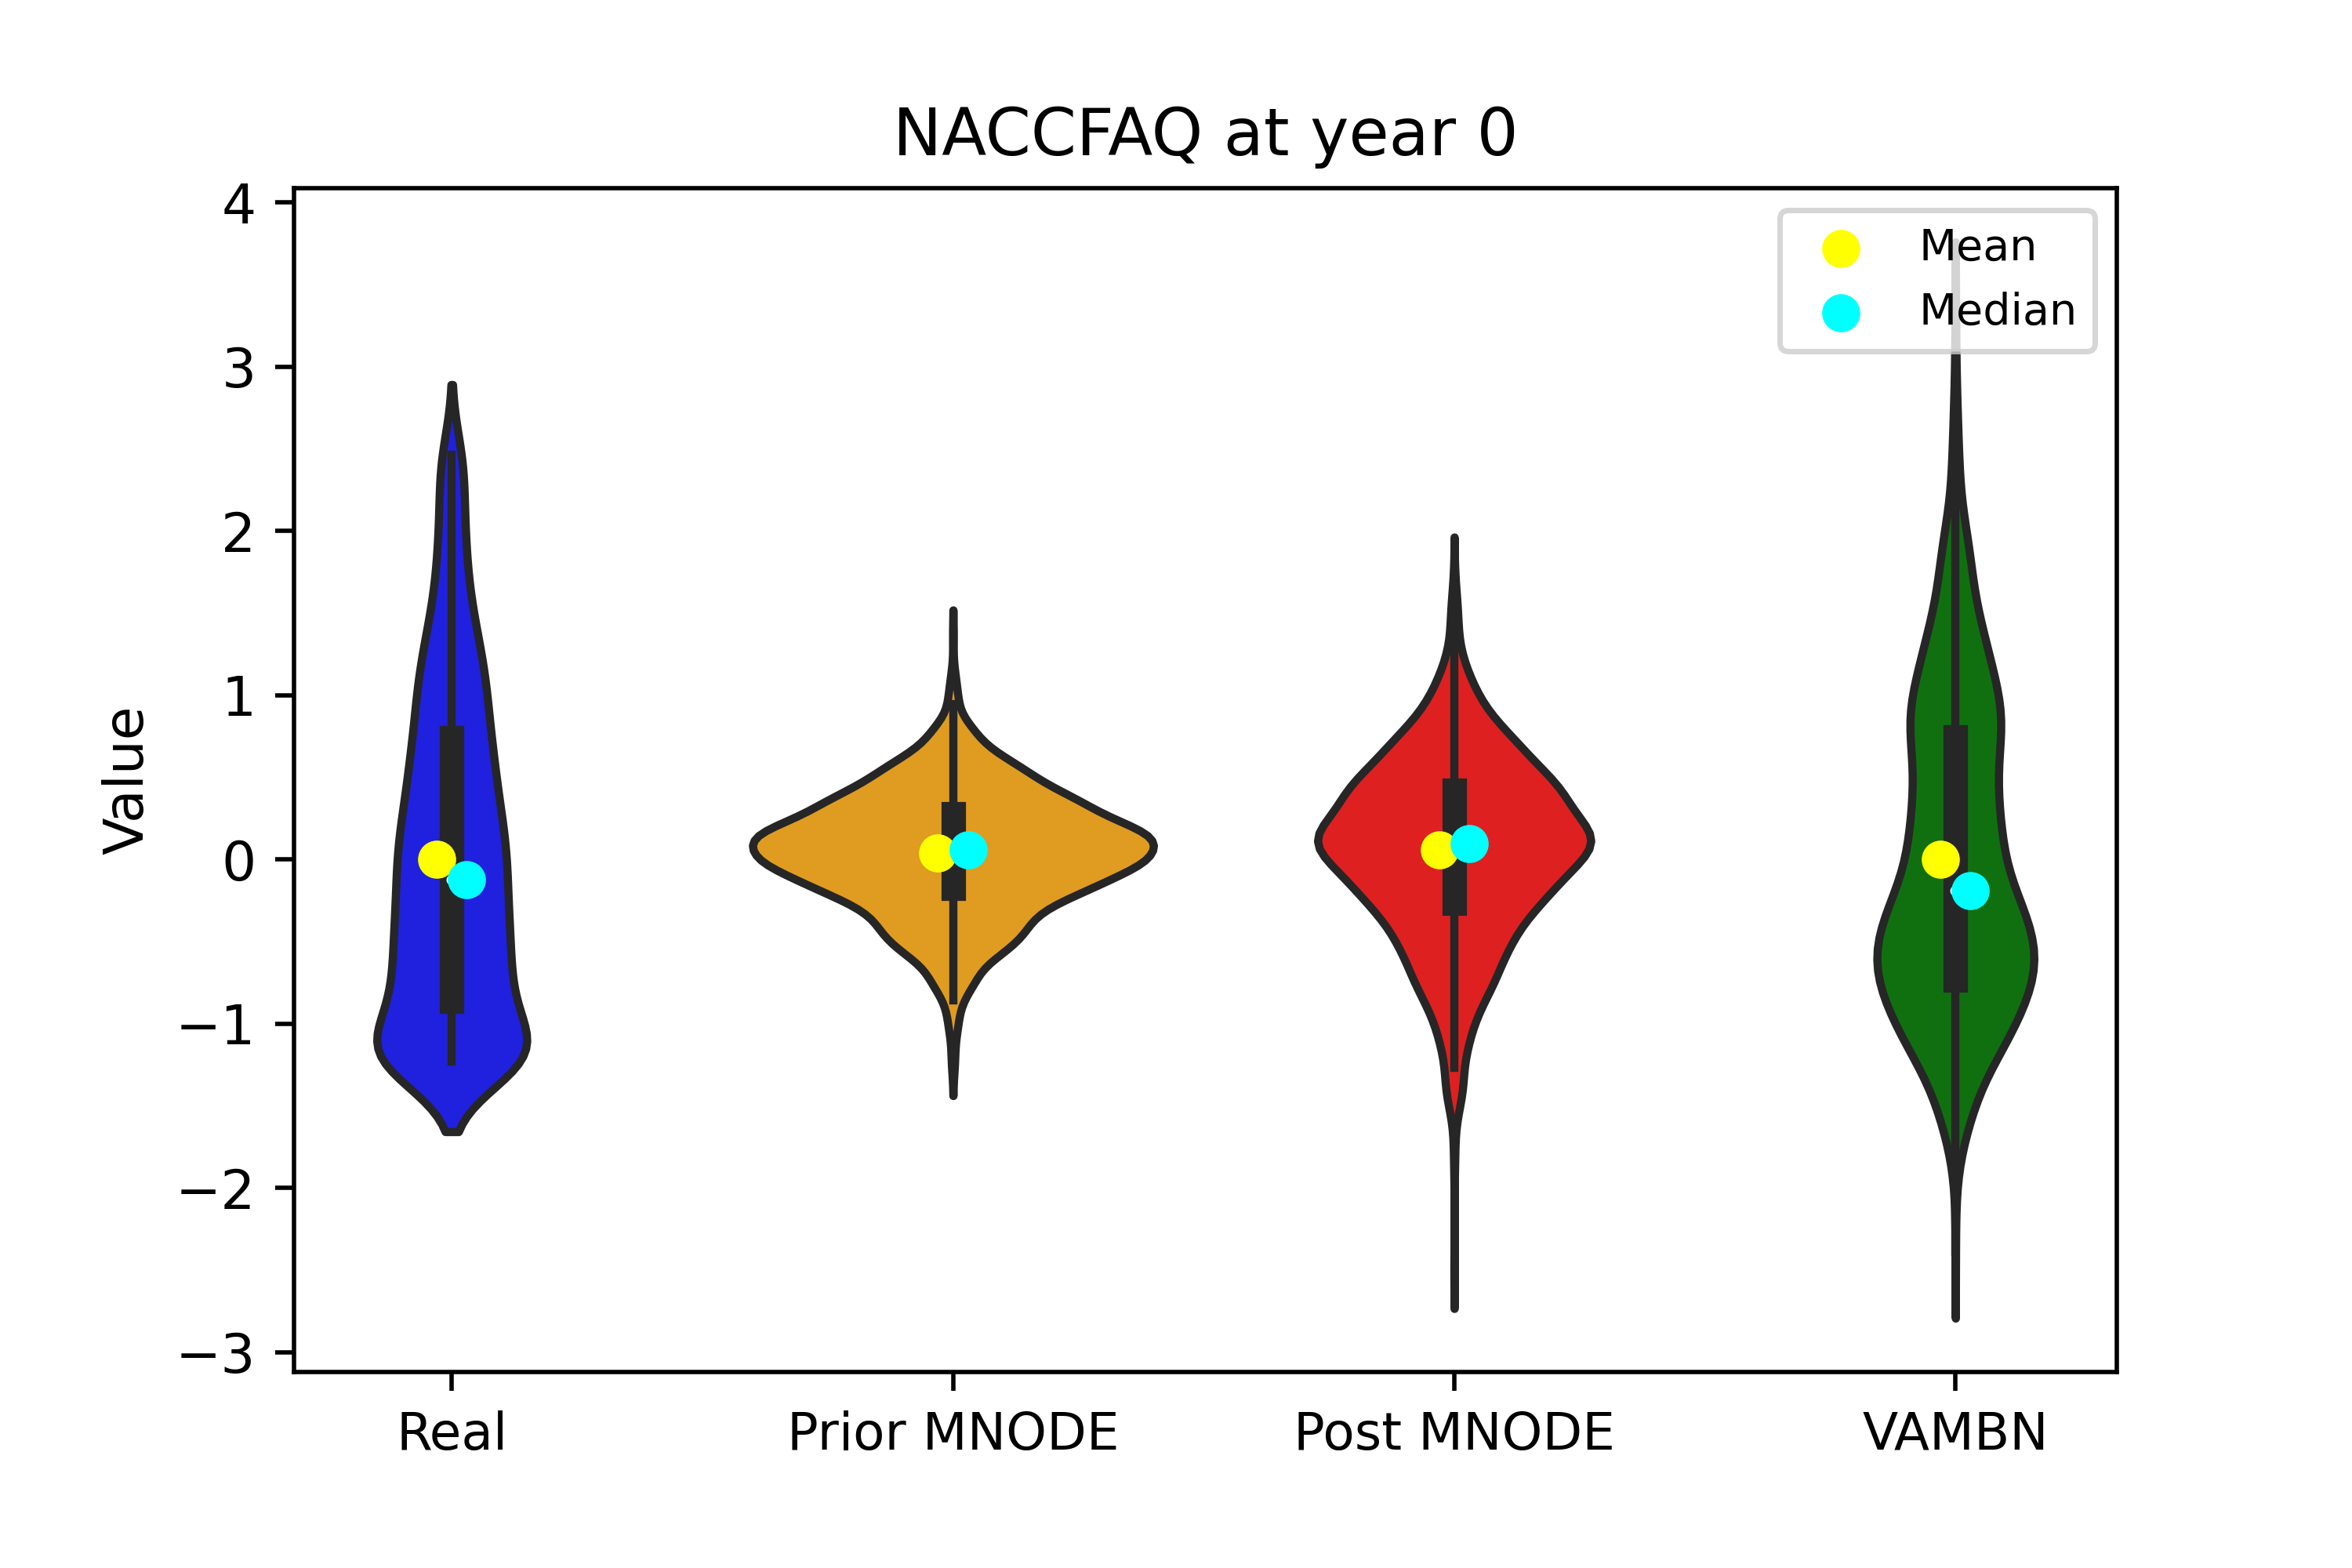 NACCFAQ at year 0
Mean
Median
Value
4
3
2
1
0
−1
−2
−3
Real
Prior MNODE
Post MNODE
VAMBN